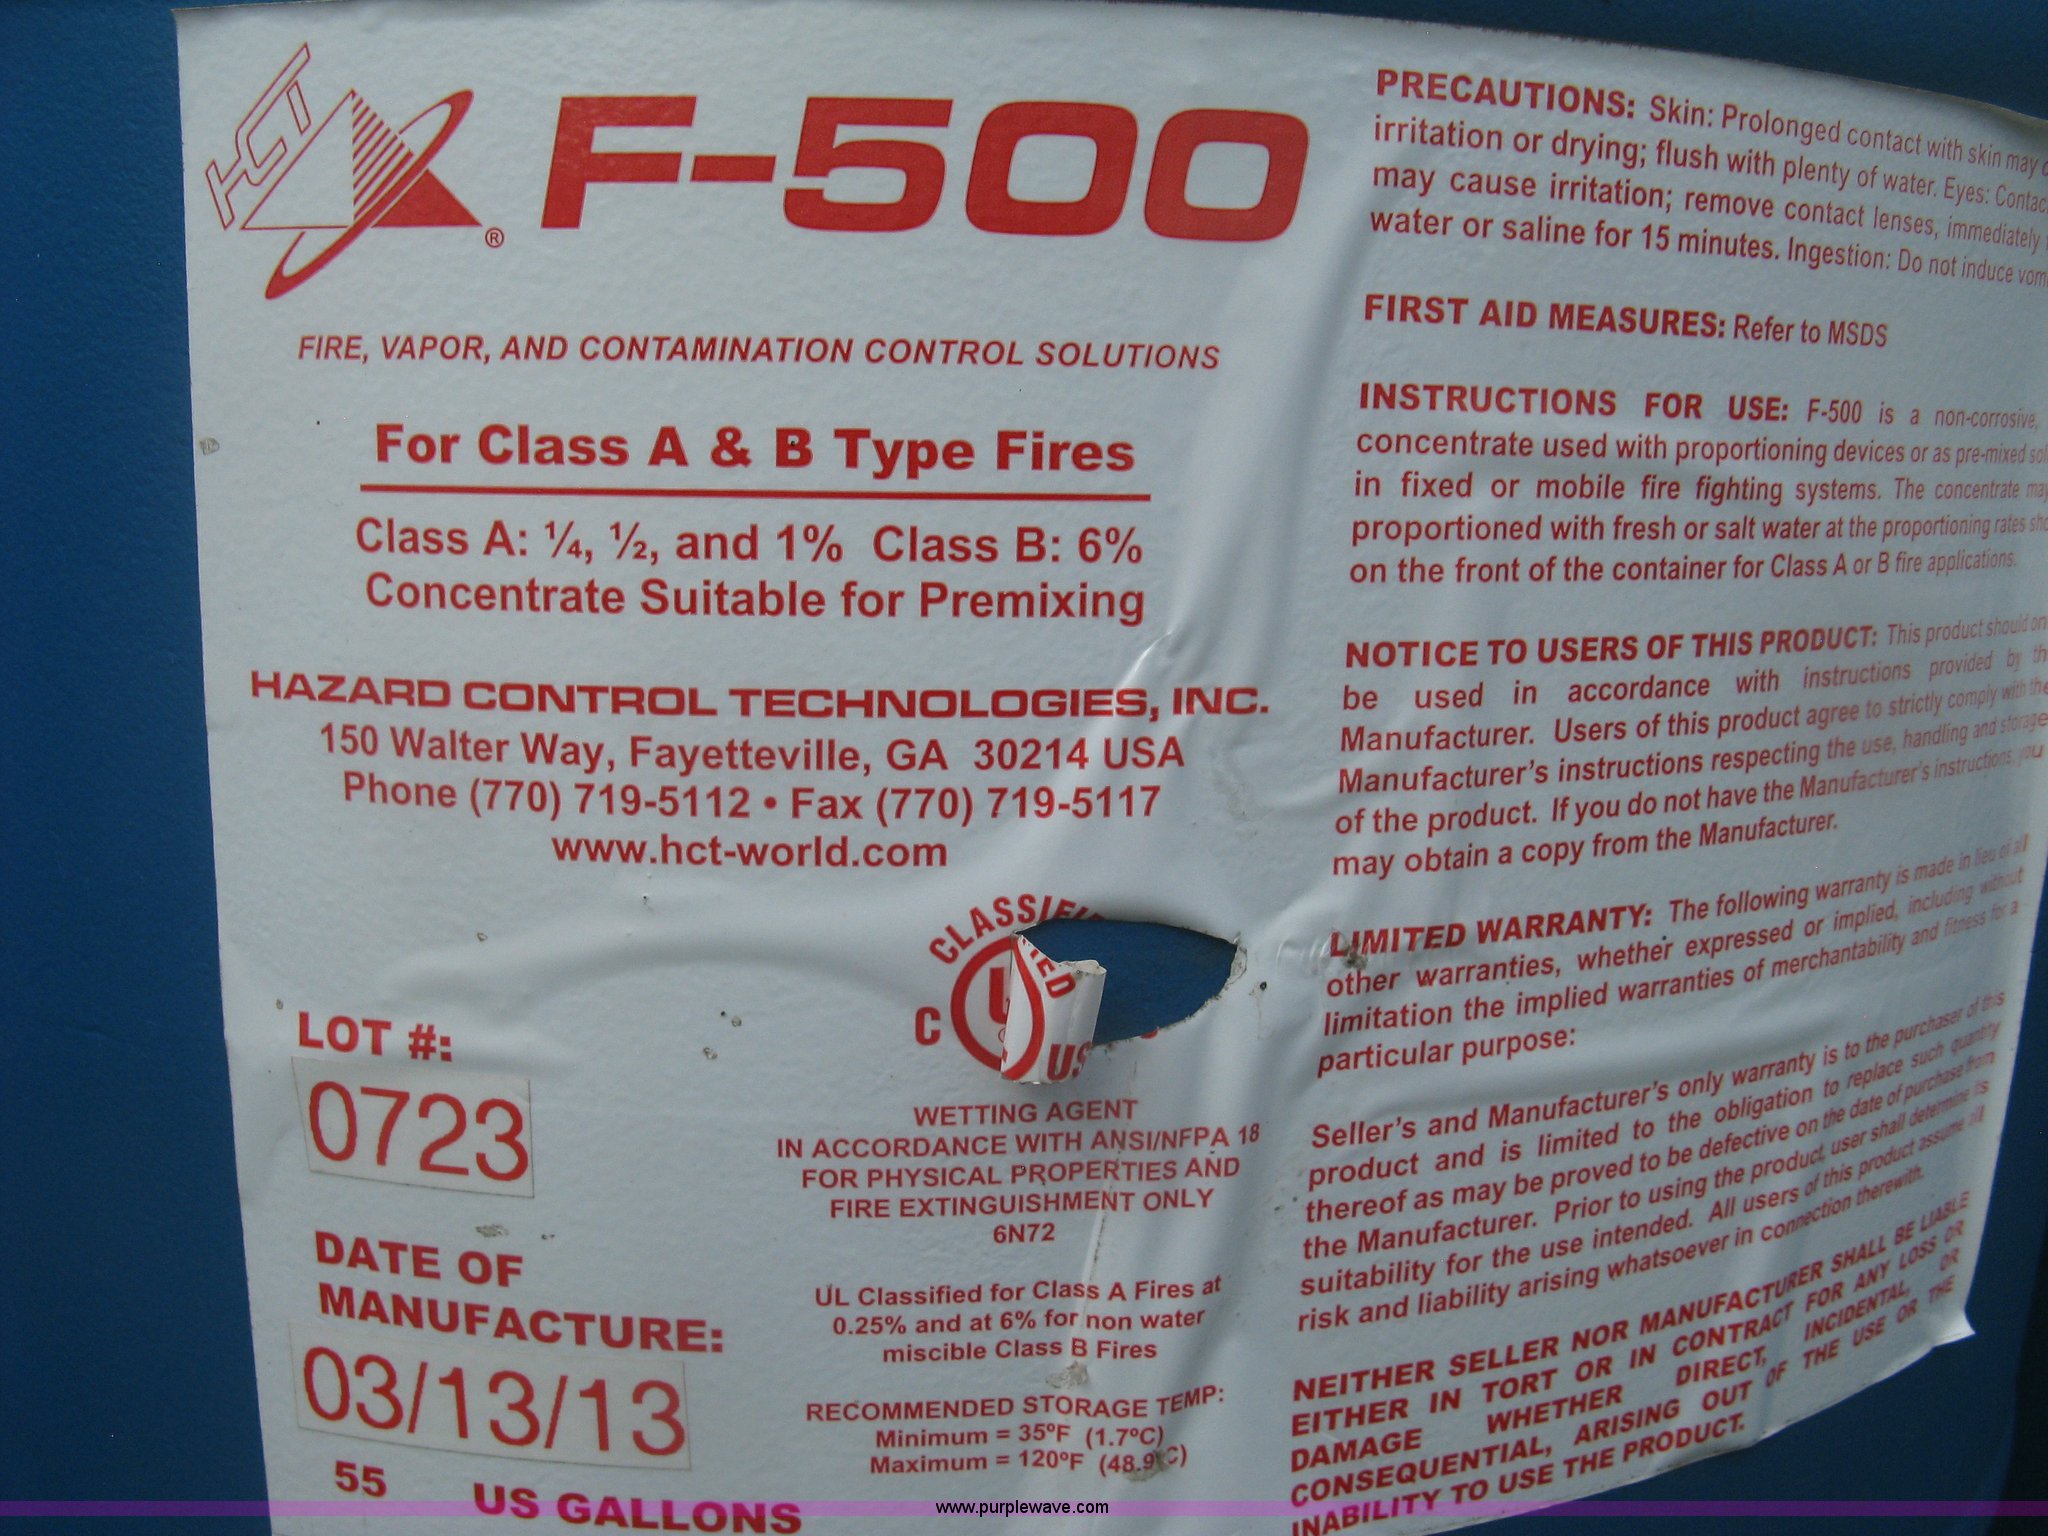 HCT
®
F-500
FIRE, VAPOR, AND CONTAMINATION CONTROL SOLUTIONS
For Class A & B Type Fires
Class A: ¼, ½, and 1% Class B: 6%
Concentrate Suitable for Premixing
HAZARD CONTROL TECHNOLOGIES, INC.
150 Walter Way, Fayetteville, GA 30214 USA
Phone (770) 719-5112 • Fax (770) 719-5117
www.hct-world.com
CLASSIFIED
C UL US
LOT #:
0723
DATE OF
MANUFACTURE:
03/13/13
55 US GALLONS
WETTING AGENT
IN ACCORDANCE WITH ANSI/NFPA 18
FOR PHYSICAL PROPERTIES AND
FIRE EXTINGUISHMENT ONLY
6N72
UL Classified for Class A Fires at
0.25% and at 6% for non water
miscible Class B Fires
RECOMMENDED STORAGE TEMP:
Minimum = 35ºF (1.7ºC)
Maximum = 120ºF (48.9ºC)
PRECAUTIONS: Skin: Prolonged contact with skin may
irritation or drying; flush with plenty of water. Eyes: Contac
may cause irritation; remove contact lenses, immediately
water or saline for 15 minutes. Ingestion: Do not induce vom
FIRST AID MEASURES: Refer to MSDS
INSTRUCTIONS FOR USE: F-500 is a non-corrosive,
concentrate used with proportioning devices or as pre-mixed sol
in fixed or mobile fire fighting systems. The concentrate may
proportioned with fresh or salt water at the proportioning rates sho
on the front of the container for Class A or B fire applications.
NOTICE TO USERS OF THIS PRODUCT: This product should on
be used in accordance with instructions provided by th
Manufacturer. Users of this product agree to strictly comply with the
Manufacturer's instructions respecting the use, handling and storage
of the product. If you do not have the Manufacturer's instructions, you
may obtain a copy from the Manufacturer.
LIMITED WARRANTY: The following warranty is made in lieu of all
other warranties, whether expressed or implied, including without
limitation the implied warranties of merchantability and fitness for a
particular purpose:
Seller's and Manufacturer's only warranty is to the purchaser of this
product and is limited to the obligation to replace such quantity
thereof as may be proved to be defective on the date of purchase from
the Manufacturer. Prior to using the product, user shall determine its
suitability for the use intended. All users of this product assume all
risk and liability arising whatsoever in connection therewith.
NEITHER SELLER NOR MANUFACTURER SHALL BE LIABLE
EITHER IN TORT OR IN CONTRACT FOR ANY LOSS OR
DAMAGE WHETHER DIRECT, INCIDENTAL, OR
CONSEQUENTIAL, ARISING OUT OF THE USE OR THE
INABILITY TO USE THE PRODUCT.
www.purplewave.com